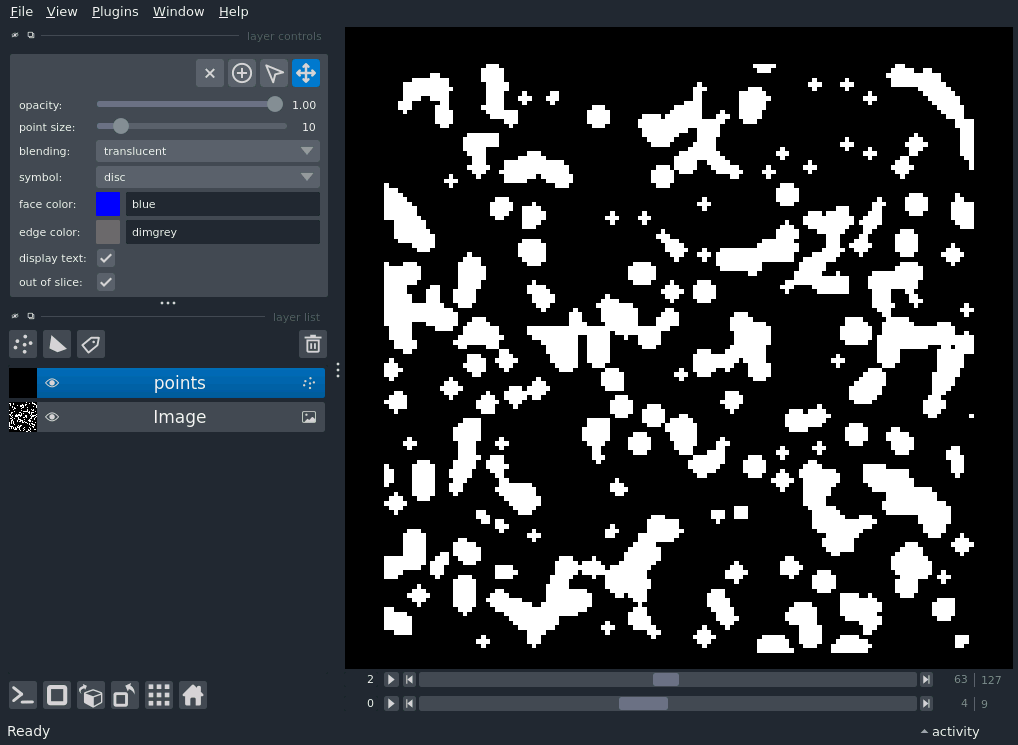 File View Plugins Window Help
layer controls
opacity: 1.00
point size: 10
blending: translucent
symbol: disc
face color: blue
edge color: dimgrey
display text:
out of slice:
layer list
points
Image
2 63 127
0 4 9
Ready activity